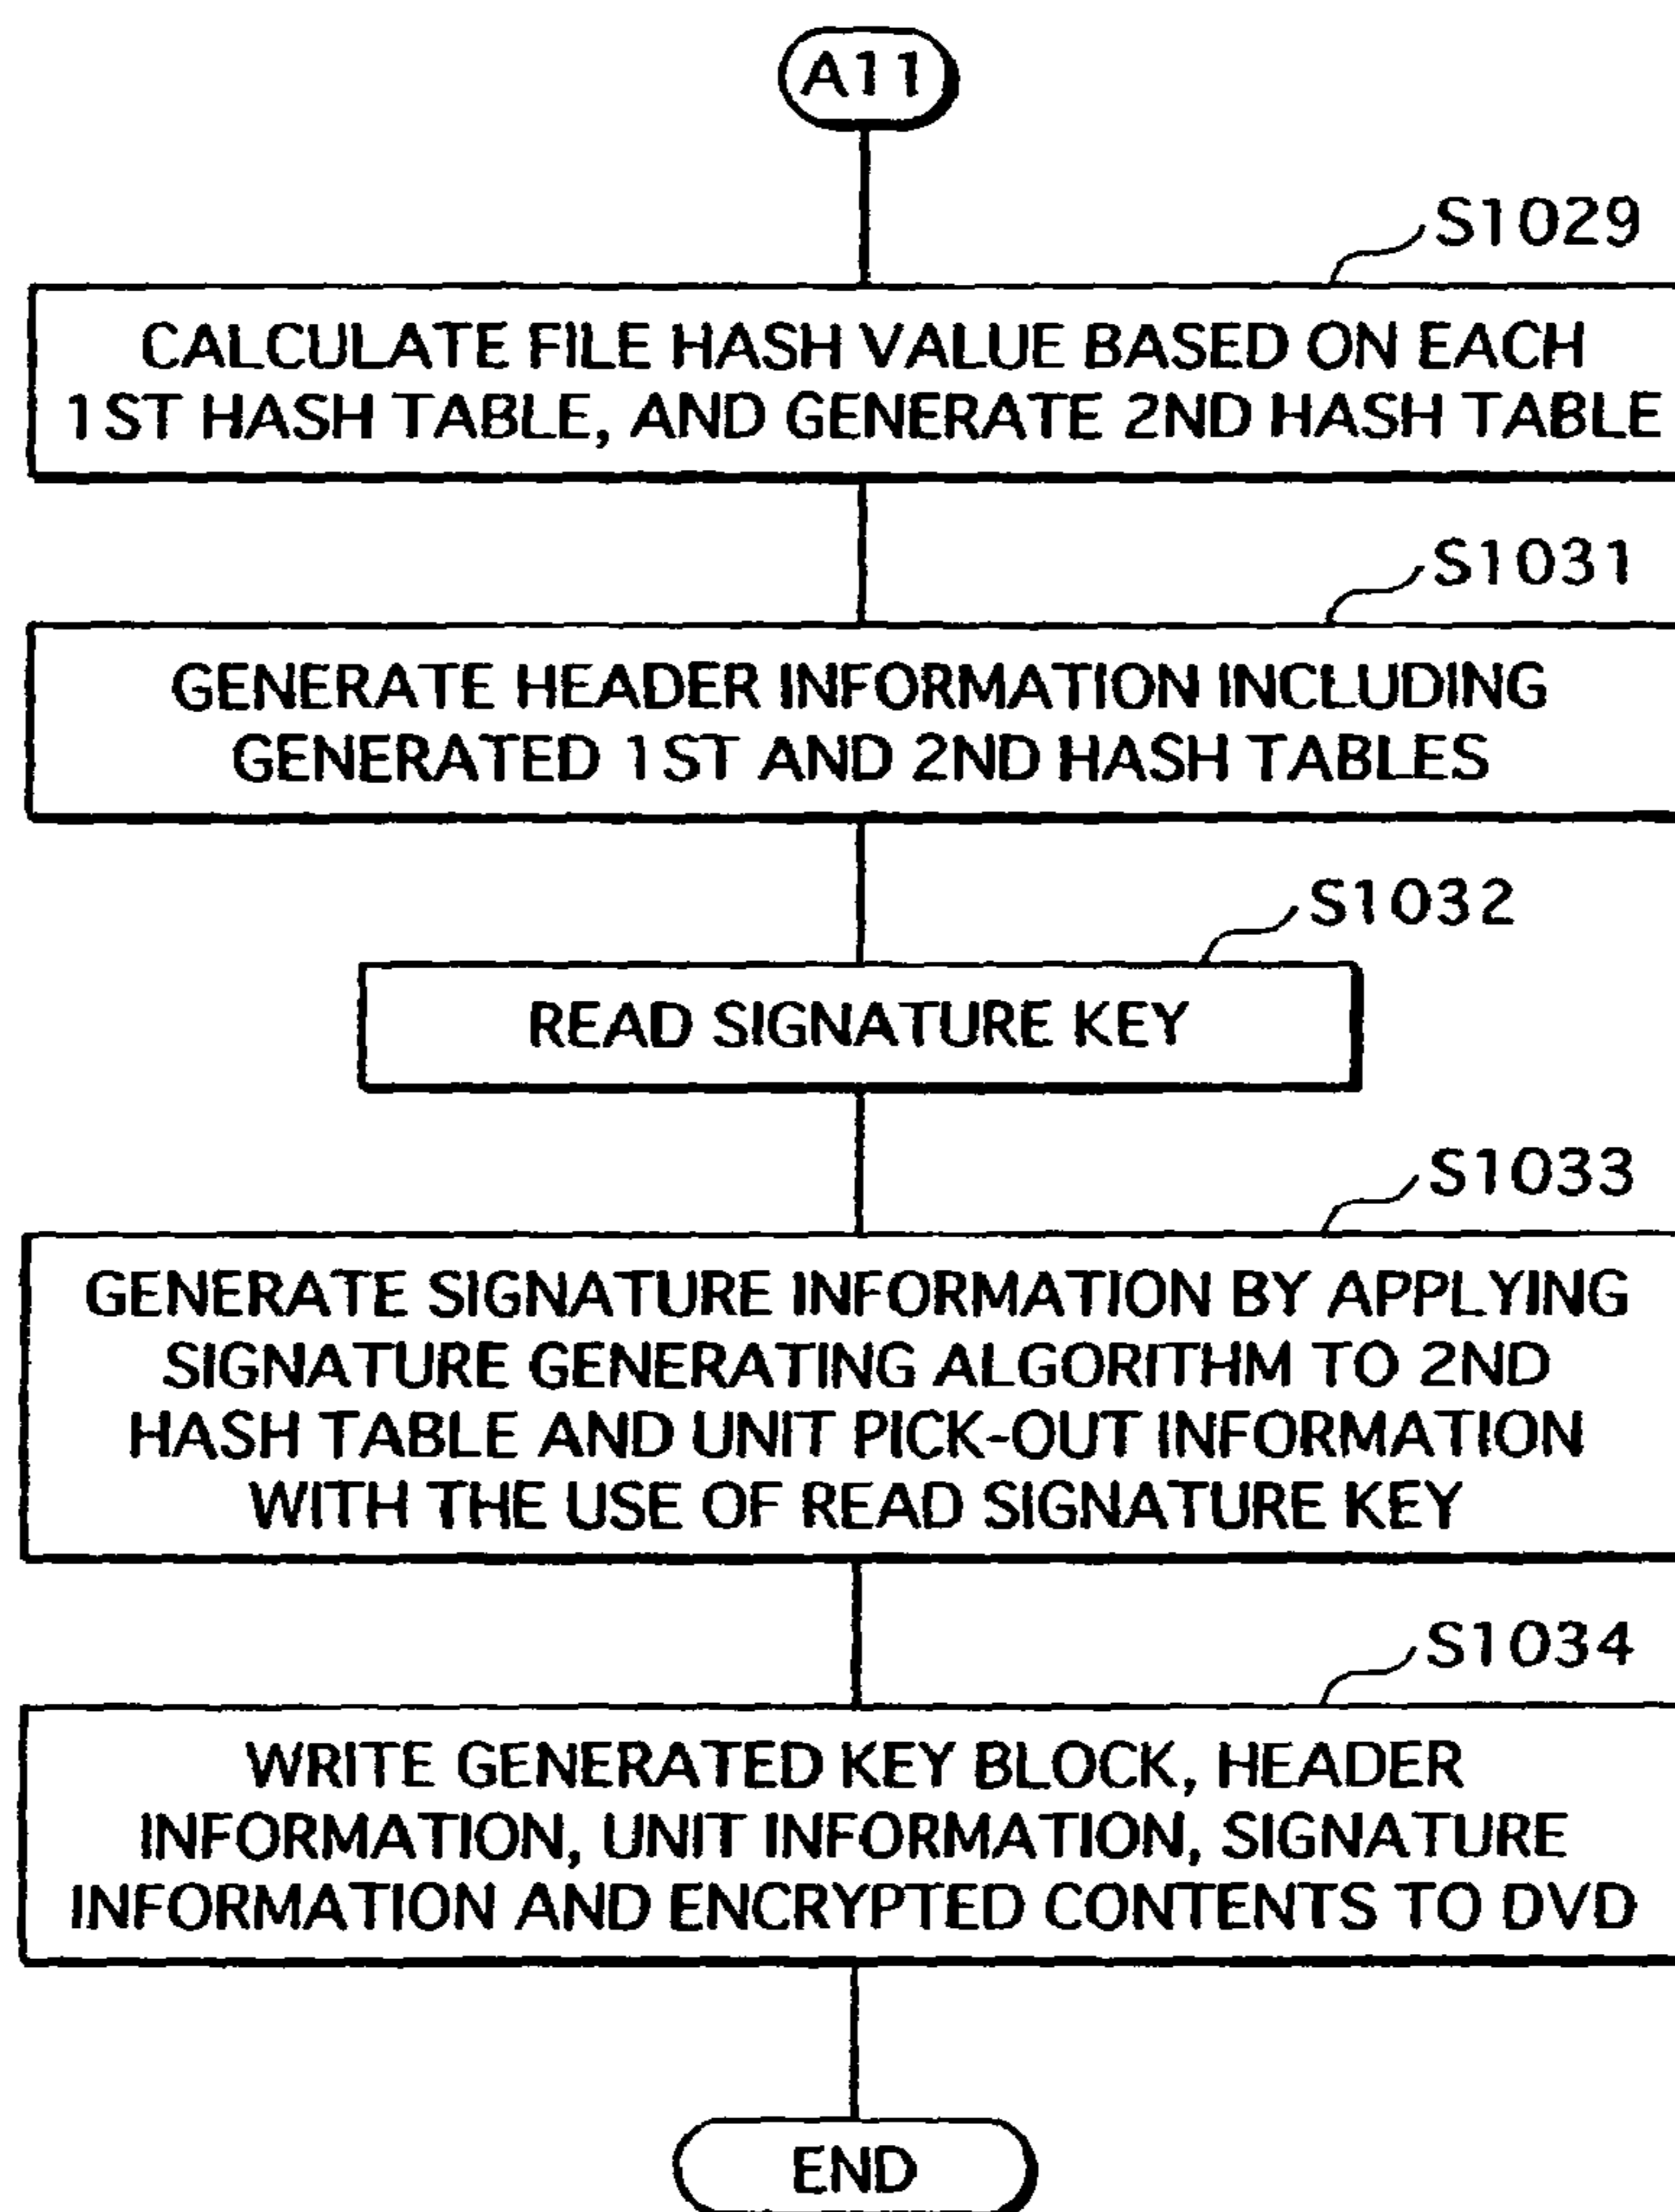 A11
S1029
CALCULATE FILE HASH VALUE BASED ON EACH
1ST HASH TABLE, AND GENERATE 2ND HASH TABLE
S1031
GENERATE HEADER INFORMATION INCLUDING
GENERATED 1ST AND 2ND HASH TABLES
S1032
READ SIGNATURE KEY
S1033
GENERATE SIGNATURE INFORMATION BY APPLYING
SIGNATURE GENERATING ALGORITHM TO 2ND
HASH TABLE AND UNIT PICK-OUT INFORMATION
WITH THE USE OF READ SIGNATURE KEY
S1034
WRITE GENERATED KEY BLOCK, HEADER
INFORMATION, UNIT INFORMATION, SIGNATURE
INFORMATION AND ENCRYPTED CONTENTS TO DVD
END